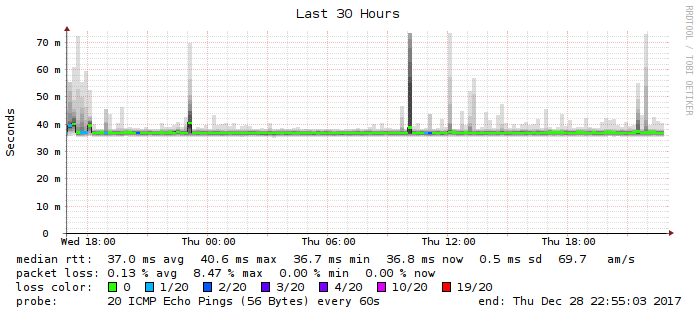 Last 30 Hours
RRDTOOL / TOBI OETIKER
Seconds
70 m
60 m
50 m
40 m
30 m
20 m
10 m
0
Wed 18:00 Thu 00:00 Thu 06:00 Thu 12:00 Thu 18:00
median rtt: 37.0 ms avg 40.6 ms max 36.7 ms min 36.8 ms now 0.5 ms sd 69.7 am/s
packet loss: 0.13 % avg 8.47 % max 0.00 % min 0.00 % now
loss color: 0 1/20 2/20 3/20 4/20 10/20 19/20
probe: 20 ICMP Echo Pings (56 Bytes) every 60s end: Thu Dec 28 22:55:03 2017